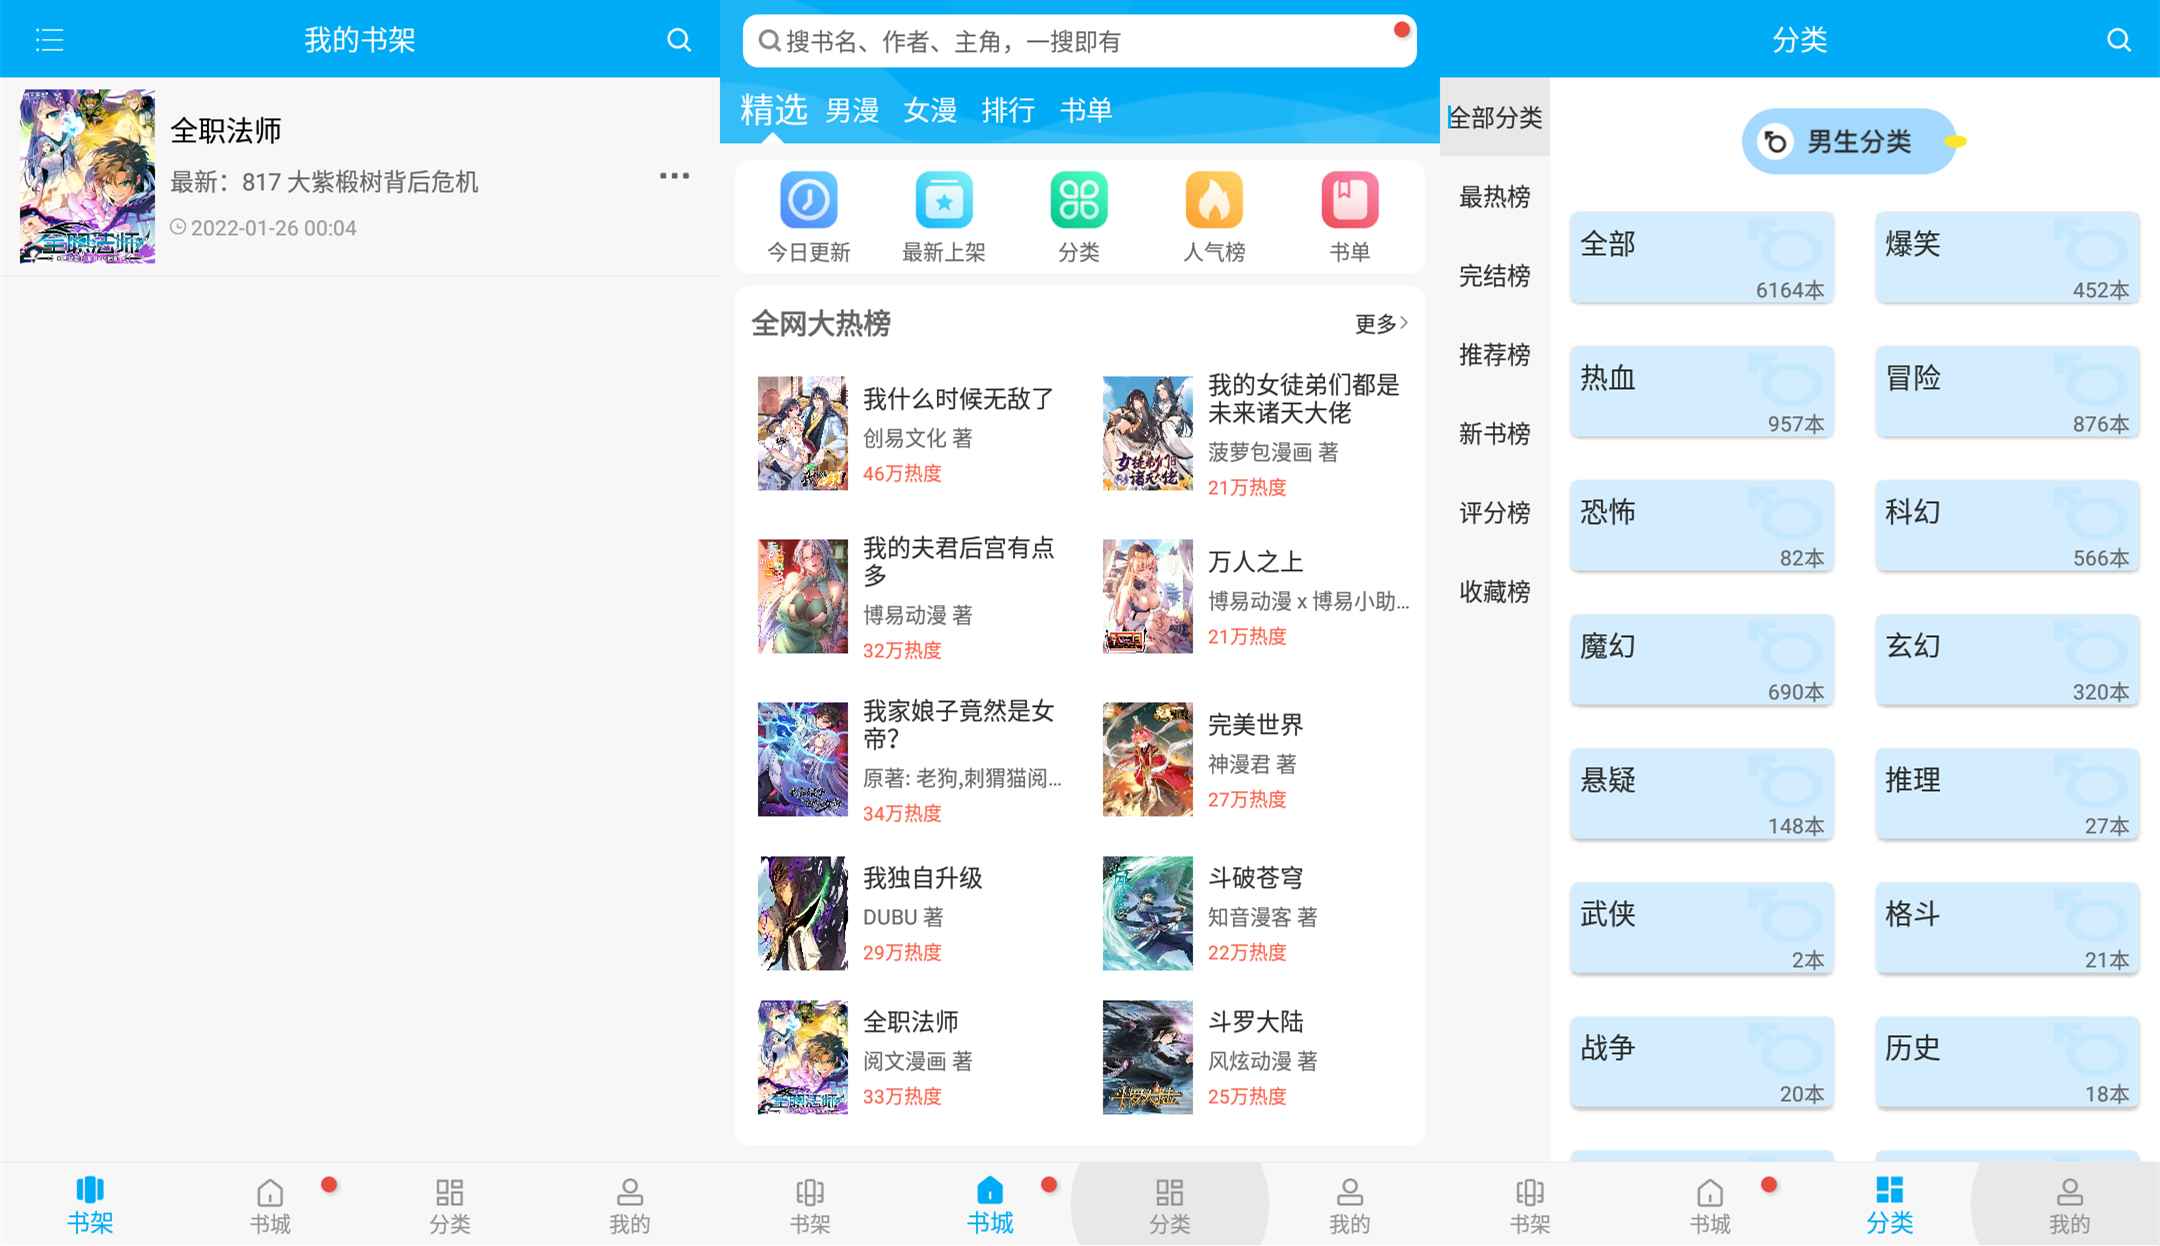 我的书架
全职法师
最新：817 大紫椴树背后危机
2022-01-26 00:04
书架
书城
分类
我的
搜书名、作者、主角，一搜即有
精选 男漫 女漫 排行 书单
今日更新
最新上架
分类
人气榜
书单
全网大热榜
更多
我什么时候无敌了
创易文化 著
46万热度
我的女徒弟们都是
未来诸天大佬
菠萝包漫画 著
21万热度
我的夫君后宫有点
多
博易动漫 著
32万热度
万人之上
博易动漫 x 博易小助...
21万热度
我家娘子竟然是女
帝?
原著: 老狗,刺猬猫阅...
34万热度
完美世界
神漫君 著
27万热度
我独自升级
DUBU 著
29万热度
斗破苍穹
知音漫客 著
22万热度
全职法师
阅文漫画 著
33万热度
斗罗大陆
风炫动漫 著
25万热度
书架
书城
分类
我的
分类
全部分类
最热榜
完结榜
推荐榜
新书榜
评分榜
收藏榜
男生分类
全部
6164本
爆笑
452本
热血
957本
冒险
876本
恐怖
82本
科幻
566本
魔幻
690本
玄幻
320本
悬疑
148本
推理
27本
武侠
2本
格斗
21本
战争
20本
历史
18本
书架
书城
分类
我的